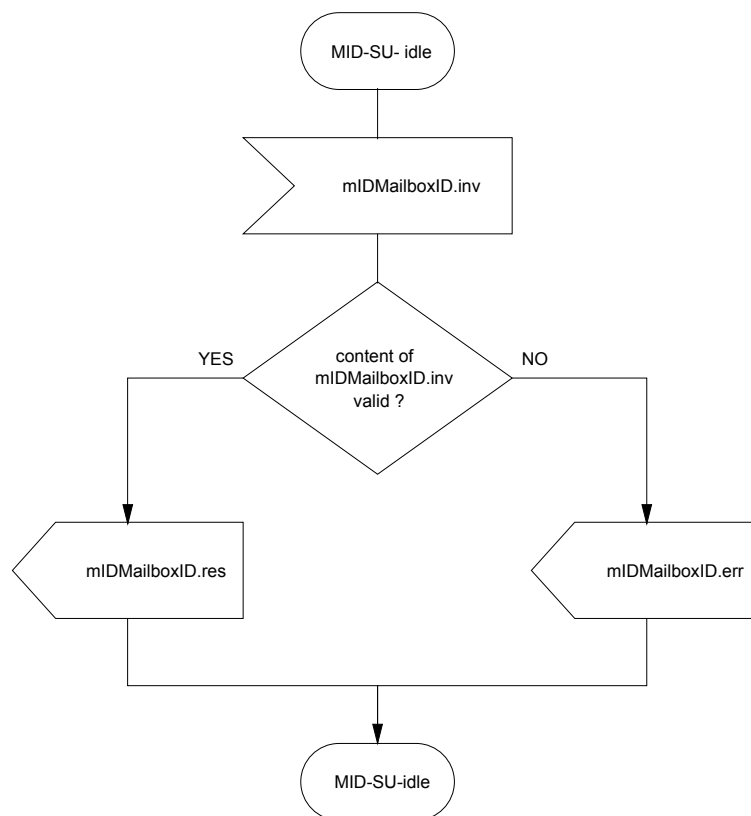 MID-SU- idle
mIDMailboxID.inv
YES
content of
mIDMailboxID.inv
valid ?
NO
mIDMailboxID.res
mIDMailboxID.err
MID-SU-idle